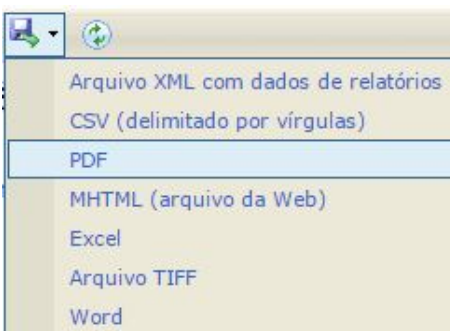 Arquivo XML com dados de relatórios
CSV (delimitado por vírgulas)
PDF
MHTML (arquivo da Web)
Excel
Arquivo TIFF
Word